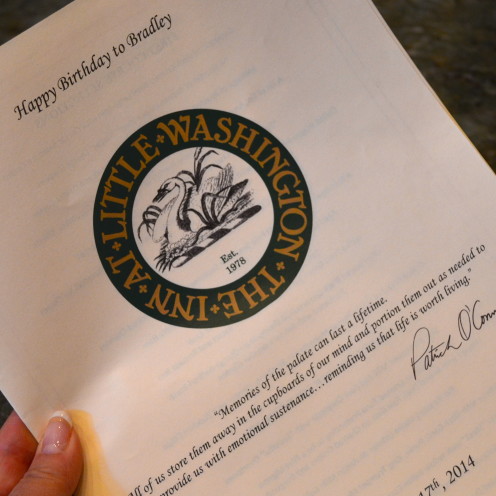 Happy Birthday to Bradley
THE INN AT LITTLE WASHINGTON
Est.
1978
"Memories of the palate can last a lifetime.
All of us store them away in the cupboards of our mind and portion them out as needed to
provide us with emotional sustenance...reminding us that life is worth living."
Patrick O'Conn
17th, 2014